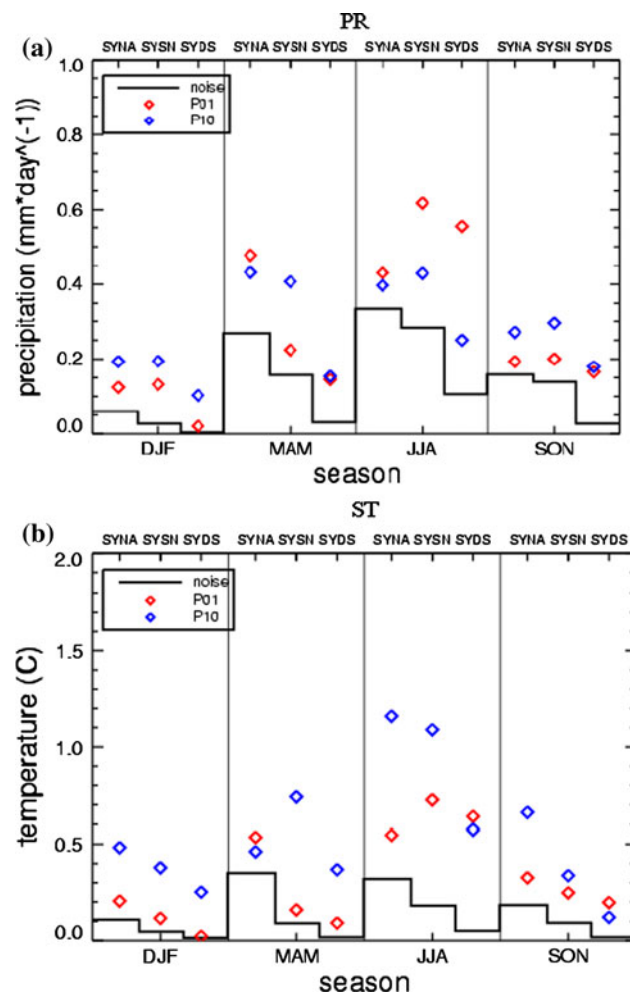 PR
(a)
SYNA SYSN SYDS SYNA SYSN SYDS SYNA SYSN SYDS SYNA SYSN SYDS
1.0
0.8
0.6
0.4
0.2
0.0
precipitation (mm*day^(-1))
noise
P01
P10
DJF MAM JJA SON
season
ST
(b)
SYNA SYSN SYDS SYNA SYSN SYDS SYNA SYSN SYDS SYNA SYSN SYDS
2.0
1.5
1.0
0.5
0.0
temperature (C)
noise
P01
P10
DJF MAM JJA SON
season